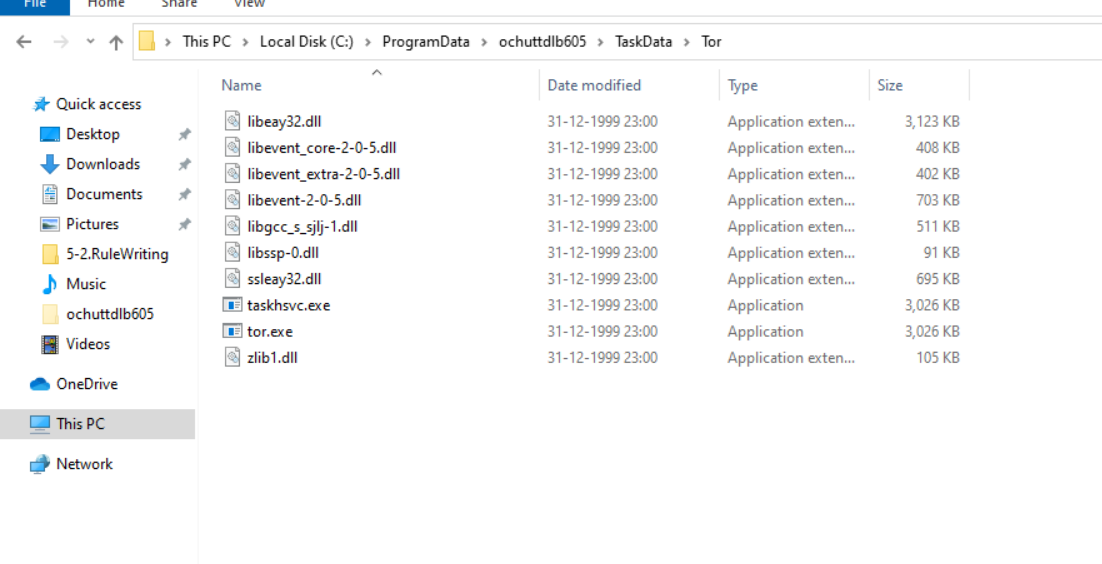 File Home Share View
This PC > Local Disk (C:) > ProgramData > ochuttdlb605 > TaskData > Tor
Name Date modified Type Size
Quick access
Desktop
Downloads
Documents
Pictures
5-2.RuleWriting
Music
ochuttdlb605
Videos
OneDrive
This PC
Network
libeay32.dll 31-12-1999 23:00 Application exten... 3,123 KB
libevent_core-2-0-5.dll 31-12-1999 23:00 Application exten... 408 KB
libevent_extra-2-0-5.dll 31-12-1999 23:00 Application exten... 402 KB
libevent-2-0-5.dll 31-12-1999 23:00 Application exten... 703 KB
libgcc_s_sjlj-1.dll 31-12-1999 23:00 Application exten... 511 KB
libssp-0.dll 31-12-1999 23:00 Application exten... 91 KB
ssleay32.dll 31-12-1999 23:00 Application exten... 695 KB
taskhsvc.exe 31-12-1999 23:00 Application 3,026 KB
tor.exe 31-12-1999 23:00 Application 3,026 KB
zlib1.dll 31-12-1999 23:00 Application exten... 105 KB